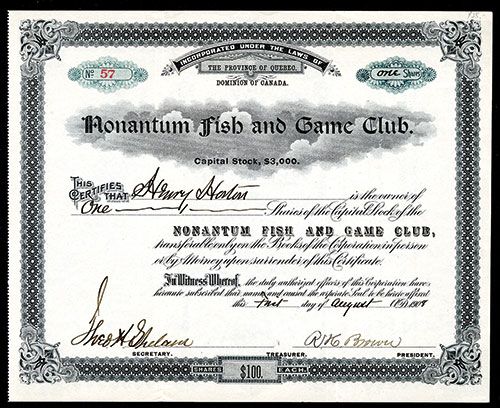 INCORPORATED UNDER THE LAWS OF
THE PROVINCE OF QUEBEC.
DOMINION OF CANADA.
No 57
one Shares
Nonantum Fish and Game Club.
Capital Stock, $3,000.
THIS CERTIFIES THAT Henry Horton is the owner of
One Shares of the Capital Stock of the
NONANTUM FISH AND GAME CLUB,
transferable only on the Books of the Corporation in person
or by Attorney upon surrender of this Certificate.
In Witness Whereof, the duly authorized officers of this Corporation have
hereunto subscribed their names and caused the corporate Seal to be hereto affixed
this First day of August 1908
R H Brown
SECRETARY.
TREASURER.
PRESIDENT.
SHARES $100. EACH.